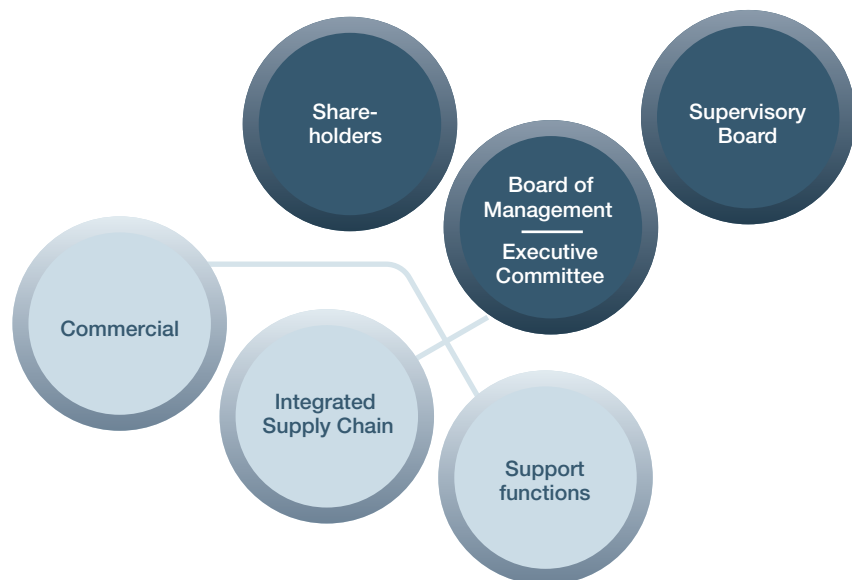 Share-
holders
Supervisory
Board
Board of
Management
Executive
Committee
Commercial
Integrated
Supply Chain
Support
functions